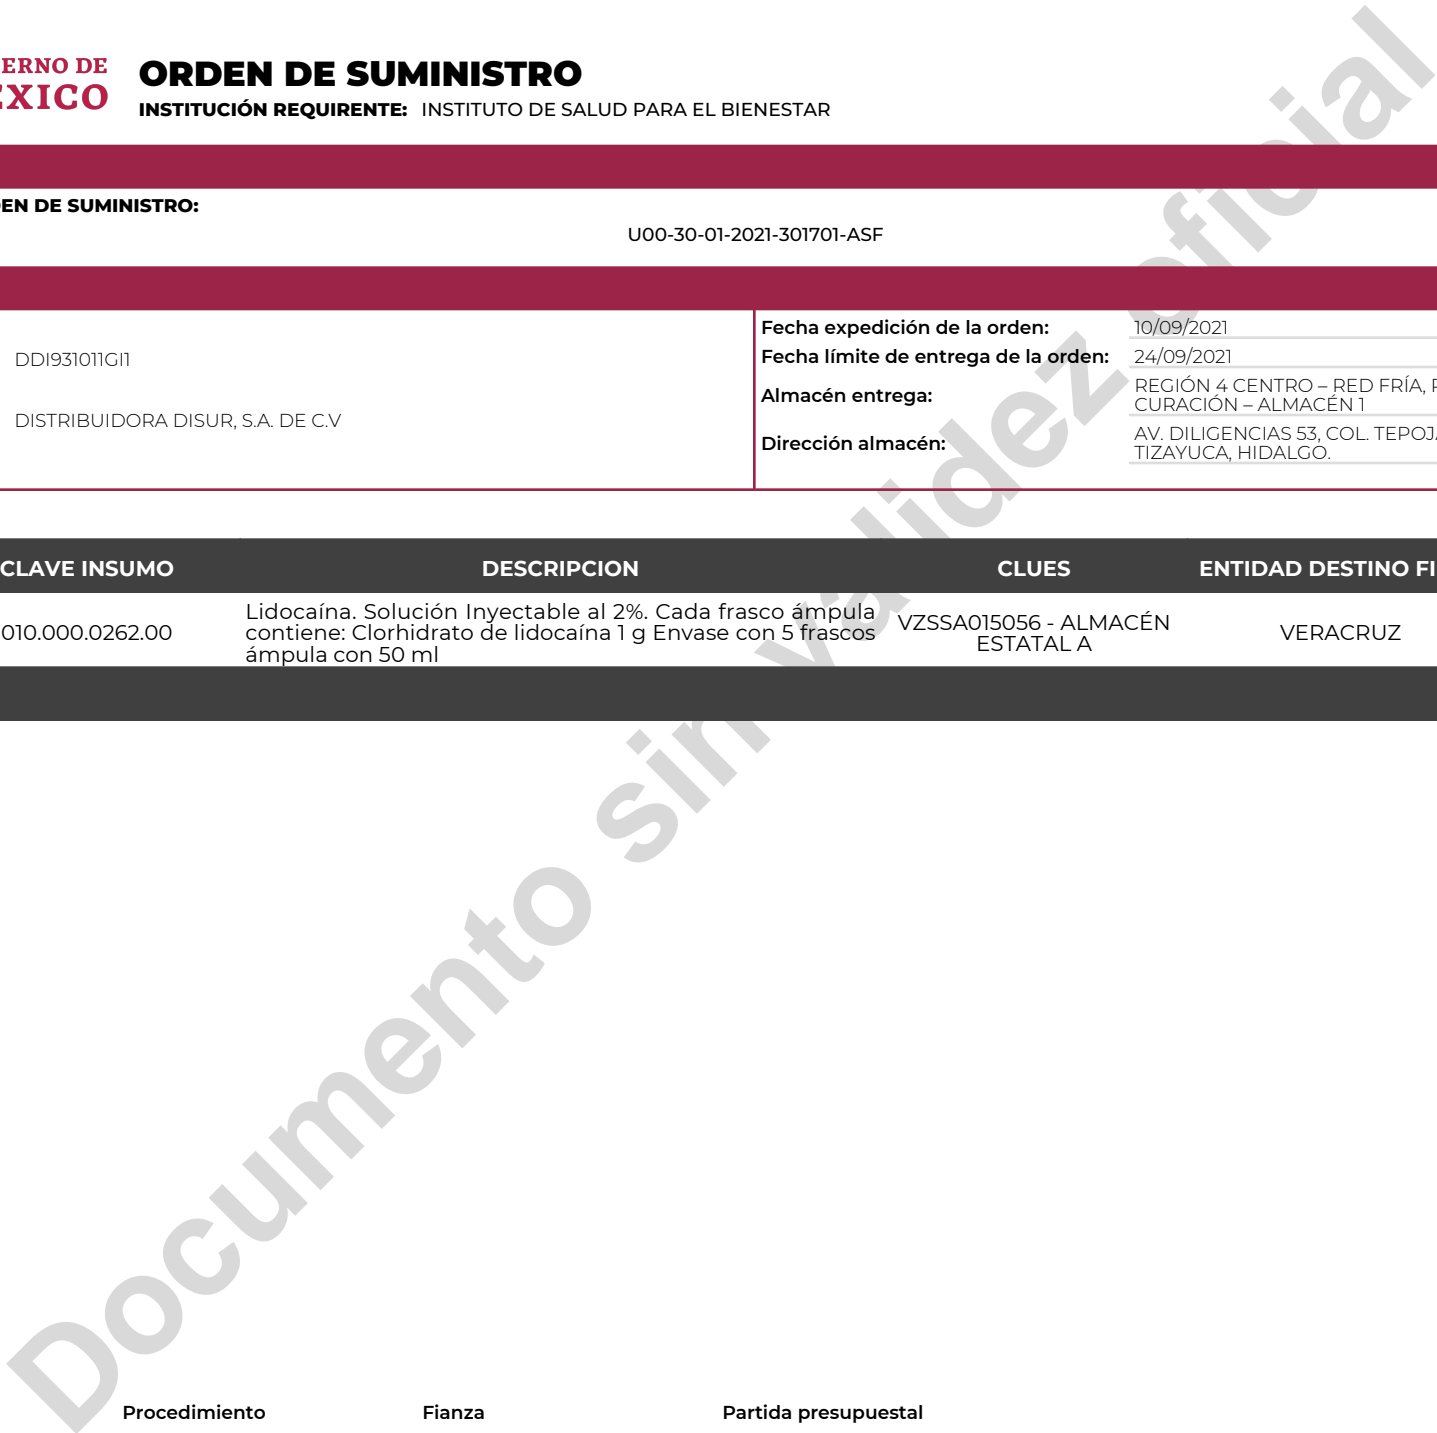 ERNO DE
ORDEN DE SUMINISTRO
XICO
INSTITUCIÓN REQUIRENTE: INSTITUTO DE SALUD PARA EL BIENESTAR
EN DE SUMINISTRO:
U00-30-01-2021-301701-ASF
DDI931011GI1
DISTRIBUIDORA DISUR, S.A. DE C.V
Fecha expedición de la orden: 10/09/2021
Fecha límite de entrega de la orden: 24/09/2021
Almacén entrega: REGIÓN 4 CENTRO – RED FRÍA,
CURACIÓN – ALMACÉN 1
Dirección almacén: AV. DILIGENCIAS 53, COL. TEPOJ
TIZAYUCA, HIDALGO.
CLAVE INSUMO DESCRIPCION CLUES ENTIDAD DESTINO FI
010.000.0262.00
Lidocaína. Solución Inyectable al 2%. Cada frasco ámpula
contiene: Clorhidrato de lidocaína 1 g Envase con 5 frascos
ámpula con 50 ml
VZSSA015056 - ALMACÉN
ESTATAL A
VERACRUZ
Documento sin validez oficial
Procedimiento Fianza Partida presupuestal